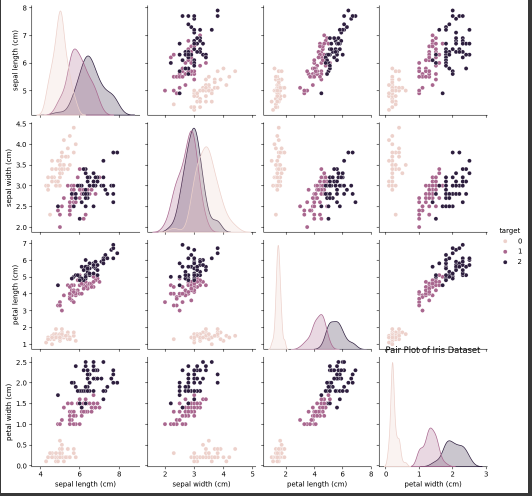 8
7
6
5
sepal length (cm)
4.5
4.0
3.5
3.0
2.5
2.0
sepal width (cm)
target
0
1
2
7
6
5
4
3
2
1
petal length (cm)
Pair Plot of Iris Dataset
2.5
2.0
1.5
1.0
0.5
0.0
petal width (cm)
4 6 8
2 3 4 5
2 4 6 8
0 1 2 3
sepal length (cm)
sepal width (cm)
petal length (cm)
petal width (cm)